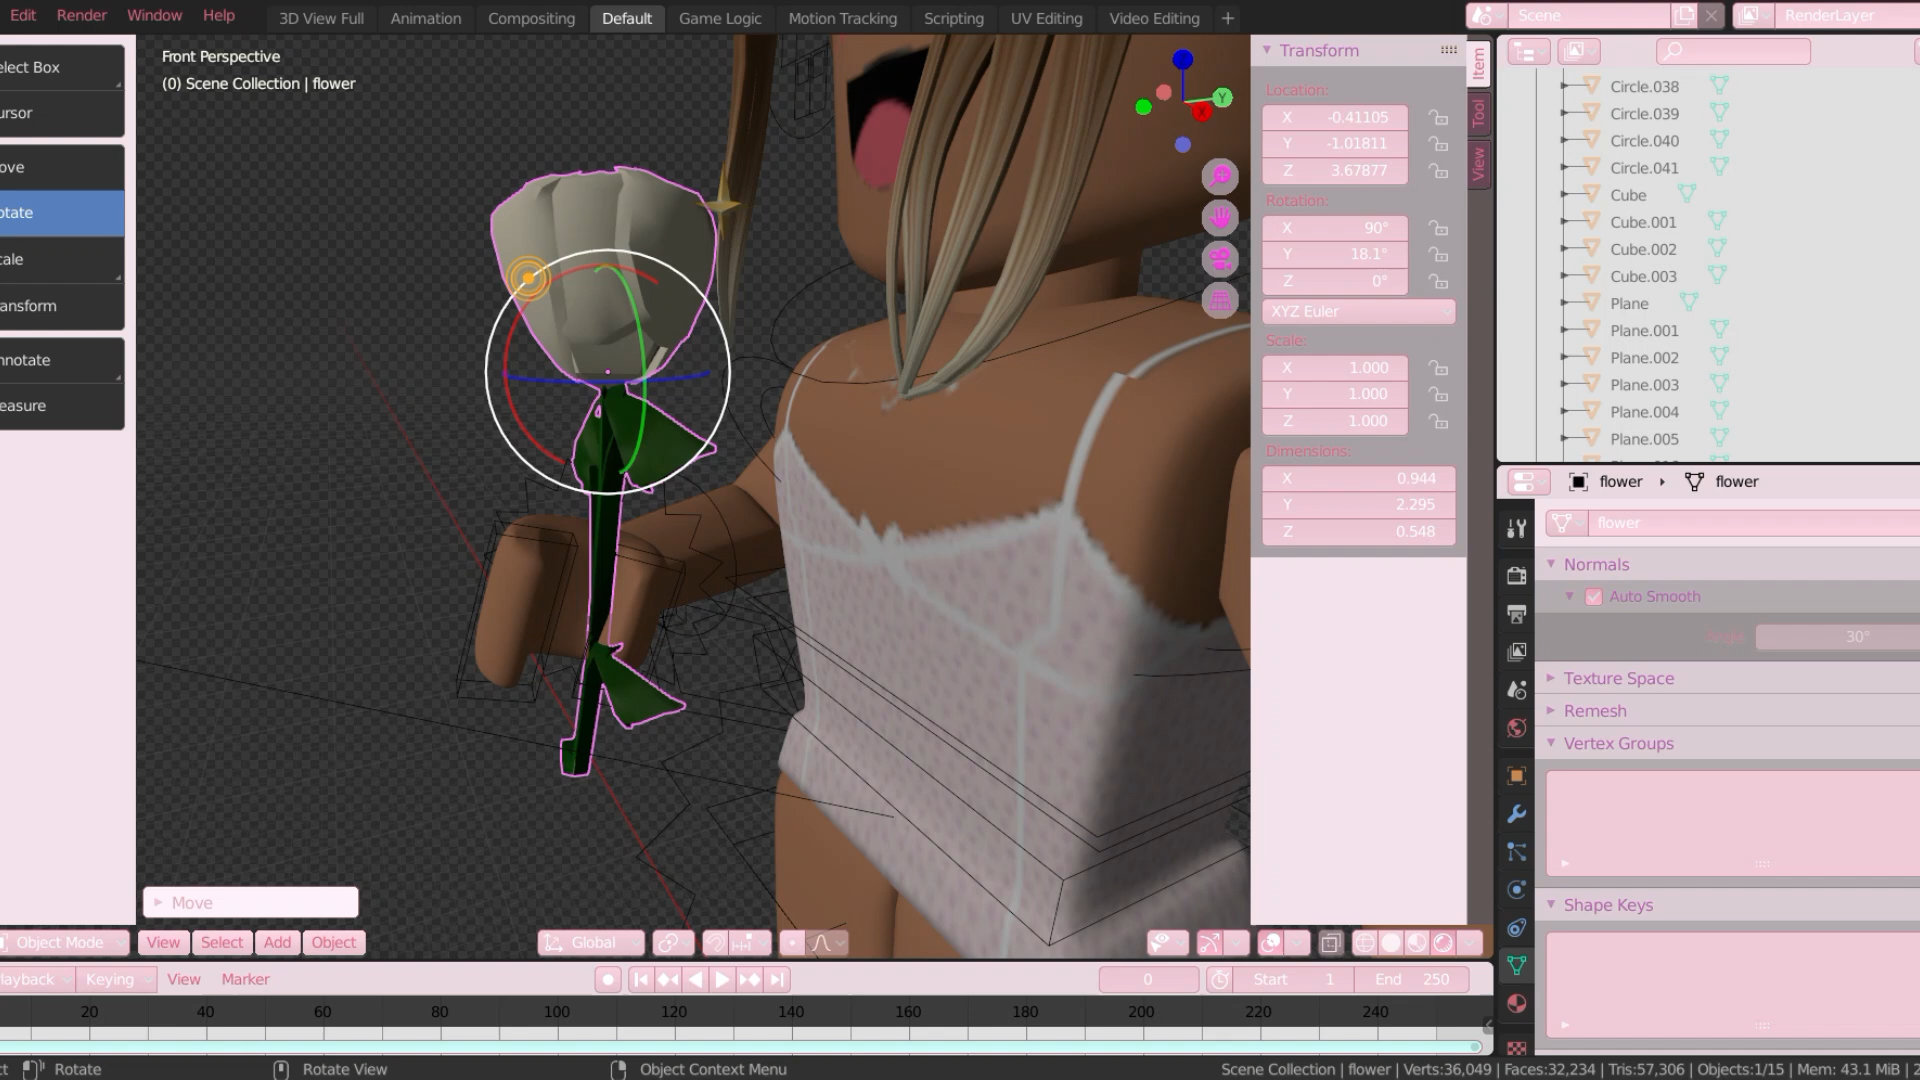 Edit Render Window Help 3D View Full Animation Compositing Default Game Logic Motion Tracking Scripting UV Editing Video Editing + Scene RenderLayer
elect Box
ursor
ove
otate
cale
ansform
nnotate
easure
Front Perspective
(0) Scene Collection | flower
Y
X
Transform
Location:
X -0.41105
Y -1.01811
Z 3.67877
Rotation:
X 90°
Y 18.1°
Z 0°
XYZ Euler
Scale:
X 1.000
Y 1.000
Z 1.000
Dimensions:
X 0.944
Y 2.295
Z 0.548
Item
Tool
View
Circle.038
Circle.039
Circle.040
Circle.041
Cube
Cube.001
Cube.002
Cube.003
Plane
Plane.001
Plane.002
Plane.003
Plane.004
Plane.005
flower flower
flower
Normals
Auto Smooth
30°
Texture Space
Remesh
Vertex Groups
Shape Keys
Move
Object Mode View Select Add Object Global
layback Keying View Marker 0 Start 1 End 250
20 40 60 80 100 120 140 160 180 200 220 240
ct Rotate Rotate View Object Context Menu Scene Collection | flower | Verts:36,049 | Faces:32,234 | Tris:57,306 | Objects:1/15 | Mem: 43.1 MiB | 2